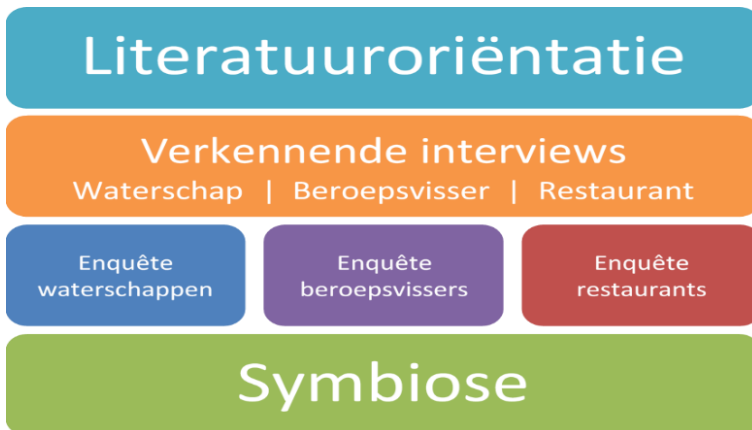 Literatuuroriëntatie
Verkennende interviews
Waterschap | Beroepsvisser | Restaurant
Enquête
waterschappen
Enquête
beroepsvissers
Enquête
restaurants
Symbiose